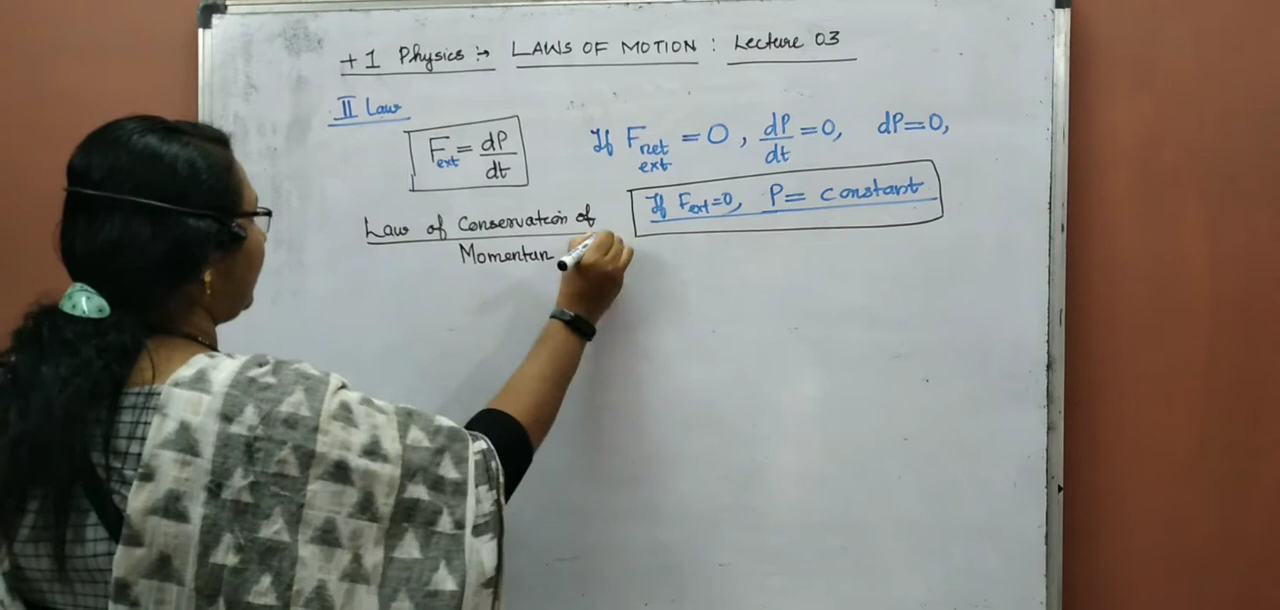 +1 Physics :→ LAWS OF MOTION : Lecture 03
II Law
F_ext = dP/dt
If F_net ext = 0, dP/dt = 0, dP=0,
If F_ext=0, P= constant
Law of Conservation of
Momentum